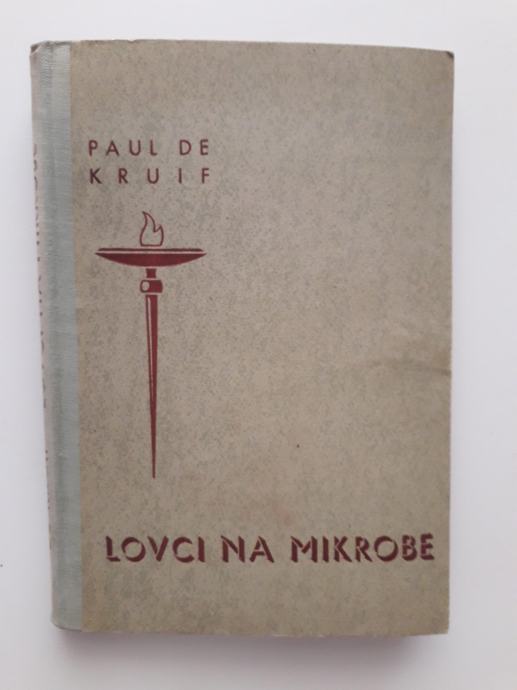 PAUL DE
KRUIF
LOVCI NA MIKROBE